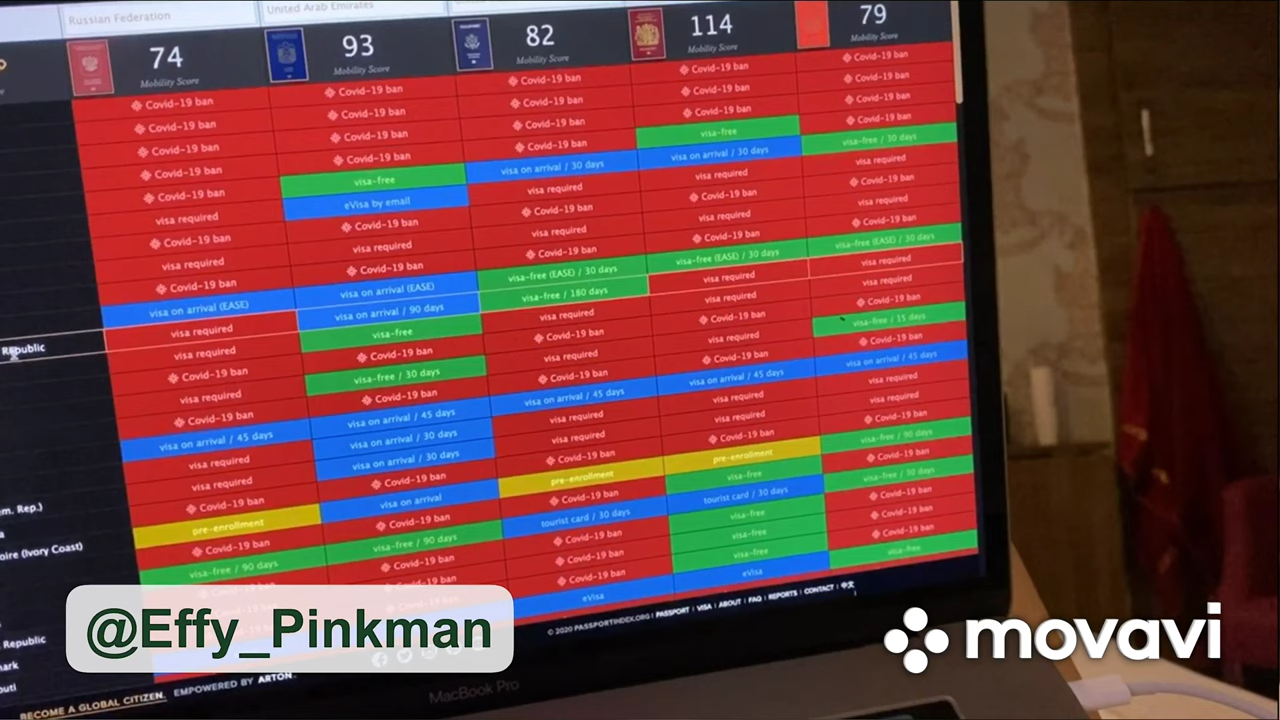 Russian Federation
United Arab Emirates
74 93 82 114 79
Mobility Score Mobility Score Mobility Score Mobility Score Mobility Score
Covid-19 ban Covid-19 ban Covid-19 ban Covid-19 ban Covid-19 ban
Covid-19 ban Covid-19 ban Covid-19 ban Covid-19 ban Covid-19 ban
Covid-19 ban Covid-19 ban Covid-19 ban Covid-19 ban Covid-19 ban
Covid-19 ban Covid-19 ban Covid-19 ban visa-free Covid-19 ban
Covid-19 ban visa-free visa on arrival / 30 days visa on arrival / 30 days visa-free / 30 days
visa required eVisa by email visa required visa required visa required
Covid-19 ban Covid-19 ban Covid-19 ban Covid-19 ban Covid-19 ban
visa required visa required visa required visa required visa required
Covid-19 ban Covid-19 ban Covid-19 ban Covid-19 ban Covid-19 ban
visa on arrival (EASE) visa on arrival (EASE) visa-free (EASE) / 30 days visa-free (EASE) / 30 days visa-free (EASE) / 30 days
Republic visa required visa on arrival / 90 days visa-free / 180 days visa required visa required
visa required visa-free visa required visa required visa required
Covid-19 ban Covid-19 ban Covid-19 ban Covid-19 ban Covid-19 ban
visa required visa-free / 30 days visa required visa required visa-free / 15 days
Covid-19 ban Covid-19 ban Covid-19 ban Covid-19 ban Covid-19 ban
visa on arrival / 45 days visa on arrival / 45 days visa on arrival / 45 days visa on arrival / 45 days visa on arrival / 45 days
visa required visa on arrival / 30 days visa required visa required visa required
visa required visa on arrival / 30 days visa required visa required visa required
em. Rep.) Covid-19 ban Covid-19 ban Covid-19 ban Covid-19 ban Covid-19 ban
pre-enrollment visa on arrival pre-enrollment pre-enrollment visa-free / 90 days
oire (Ivory Coast) Covid-19 ban Covid-19 ban Covid-19 ban visa-free Covid-19 ban
visa-free / 90 days visa-free / 90 days tourist card / 30 days tourist card / 30 days visa-free / 30 days
Covid-19 ban Covid-19 ban visa-free Covid-19 ban
Covid-19 ban visa-free Covid-19 ban
Covid-19 ban visa-free Covid-19 ban
Republic eVisa eVisa visa-free
mark
outi
© 2020 PASSPORTINDEX.ORG | PASSPORT | VISA | ABOUT | FAQ | REPORTS | CONTACT | 中文
BECOME A GLOBAL CITIZEN. EMPOWERED BY ARTON.
MacBook Pro
@Effy_Pinkman
movavi